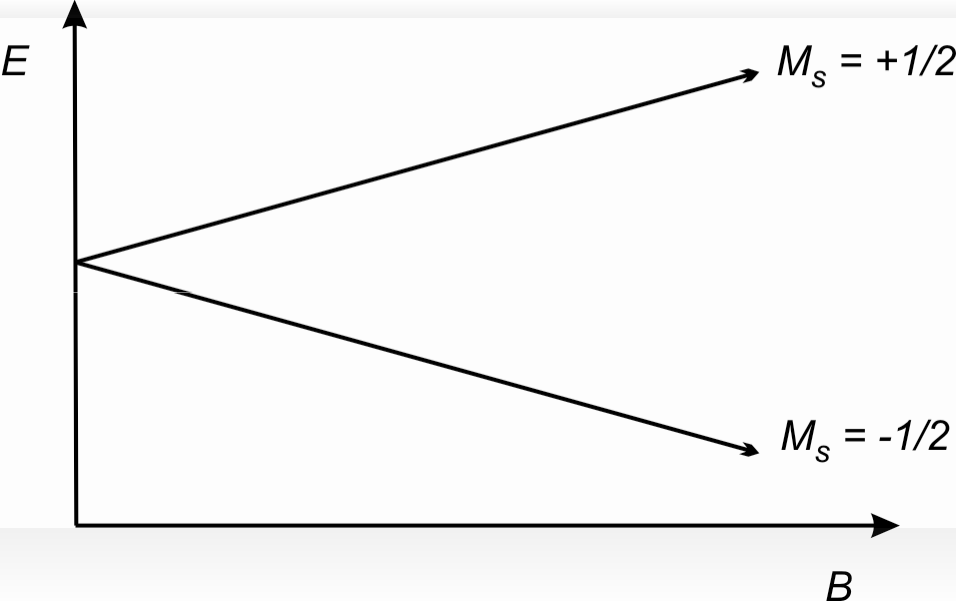 E
Ms = +1/2
Ms = -1/2
B